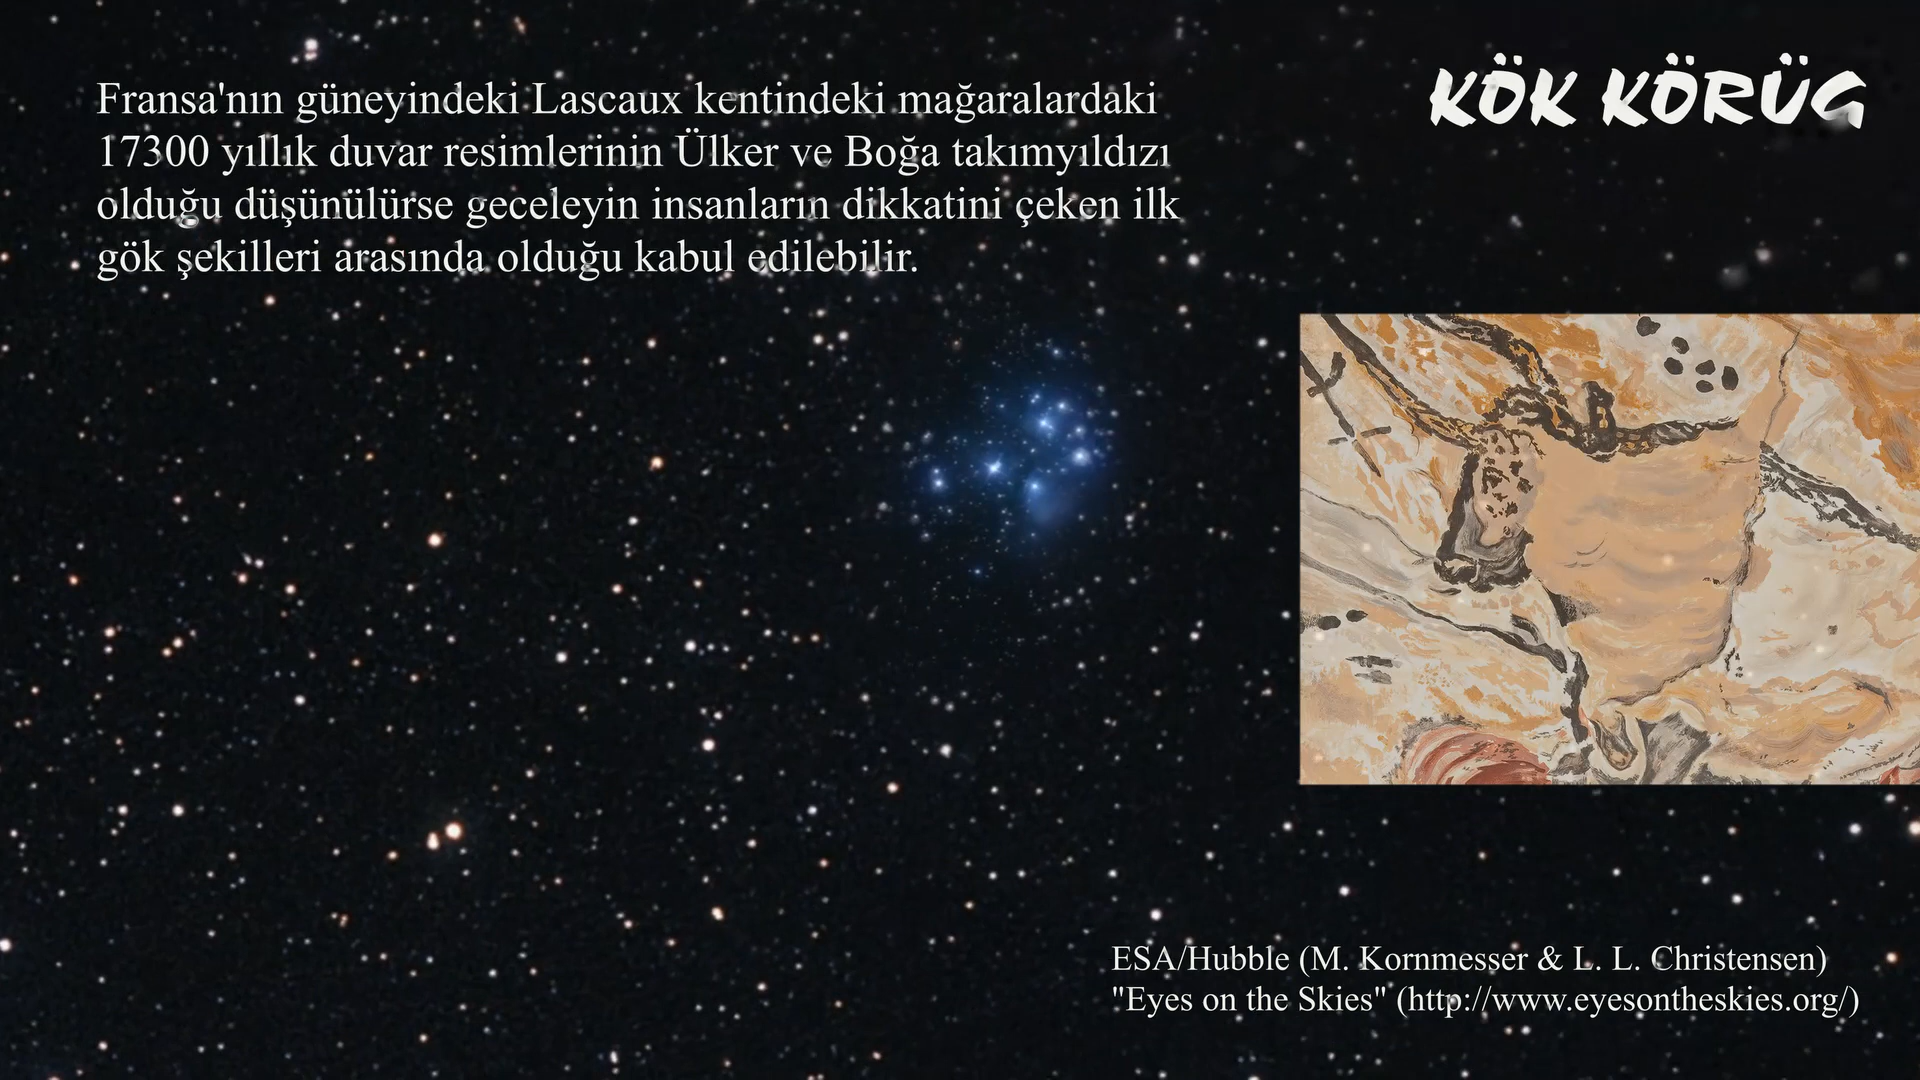 Fransa'nın güneyindeki Lascaux kentindeki mağaralardaki
17300 yıllık duvar resimlerinin Ülker ve Boğa takımyıldızı
olduğu düşünülürse geceleyin insanların dikkatini çeken ilk
gök şekilleri arasında olduğu kabul edilebilir.
KÖK KÖRÜG
ESA/Hubble (M. Kornmesser & L. L. Christensen)
"Eyes on the Skies" (http://www.eyesontheskies.org/)